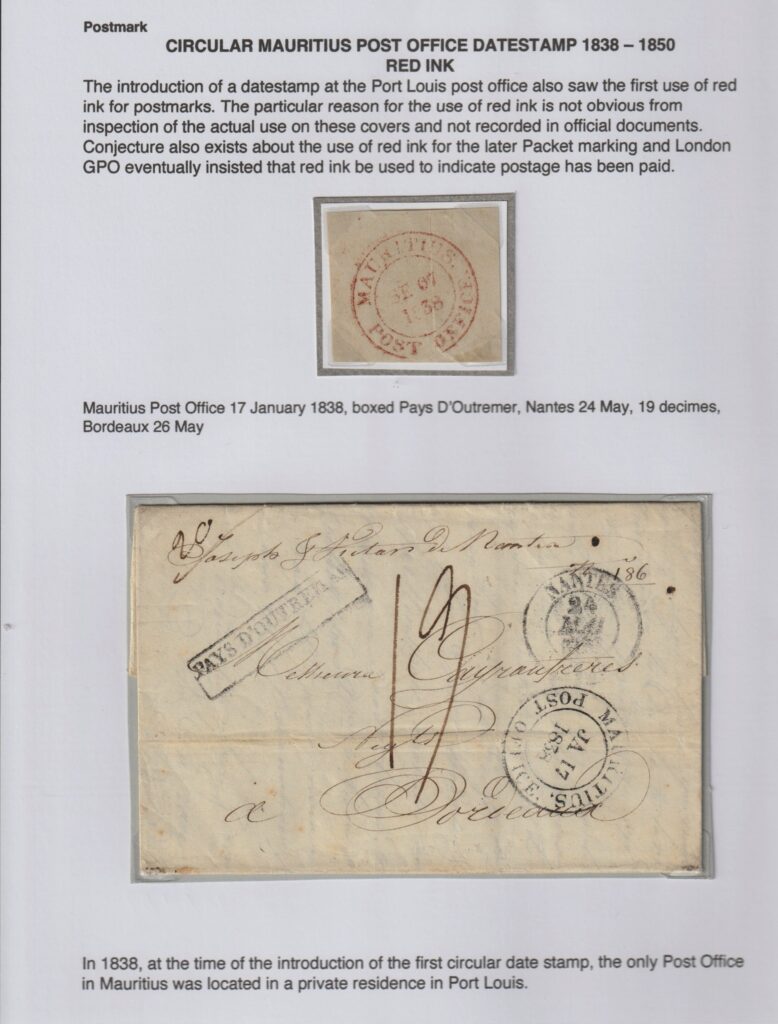 Postmark
CIRCULAR MAURITIUS POST OFFICE DATESTAMP 1838 – 1850
RED INK
The introduction of a datestamp at the Port Louis post office also saw the first use of red
ink for postmarks. The particular reason for the use of red ink is not obvious from
inspection of the actual use on these covers and not recorded in official documents.
Conjecture also exists about the use of red ink for the later Packet marking and London
GPO eventually insisted that red ink be used to indicate postage has been paid.
MAURITIUS.
SE 07
1838
POST OFFICE
Mauritius Post Office 17 January 1838, boxed Pays D'Outremer, Nantes 24 May, 19 decimes,
Bordeaux 26 May
Joseph
de Nantes
186
PAYS D'OUTREMER
19
NANTES
24
MAI
MAURITIUS. POST OFFICE.
JA 17
1838
a Bordeaux
In 1838, at the time of the introduction of the first circular date stamp, the only Post Office
in Mauritius was located in a private residence in Port Louis.